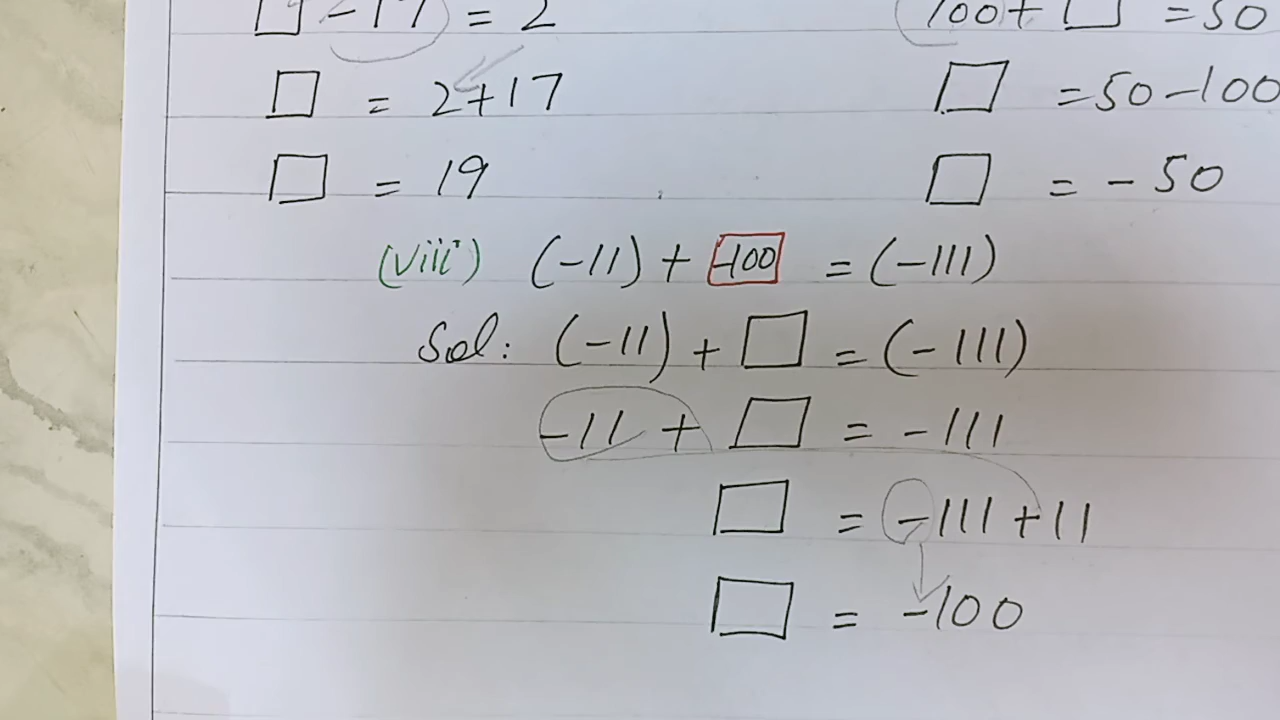 □ - 17 = 2
□ = 2+17
□ = 19
100 + □ = 50
□ = 50-100
□ = - 50
(viii) (-11) + -100 = (-111)
Sol: (-11) + □ = (-111)
-11 + □ = -111
□ = -111 + 11
□ = -100